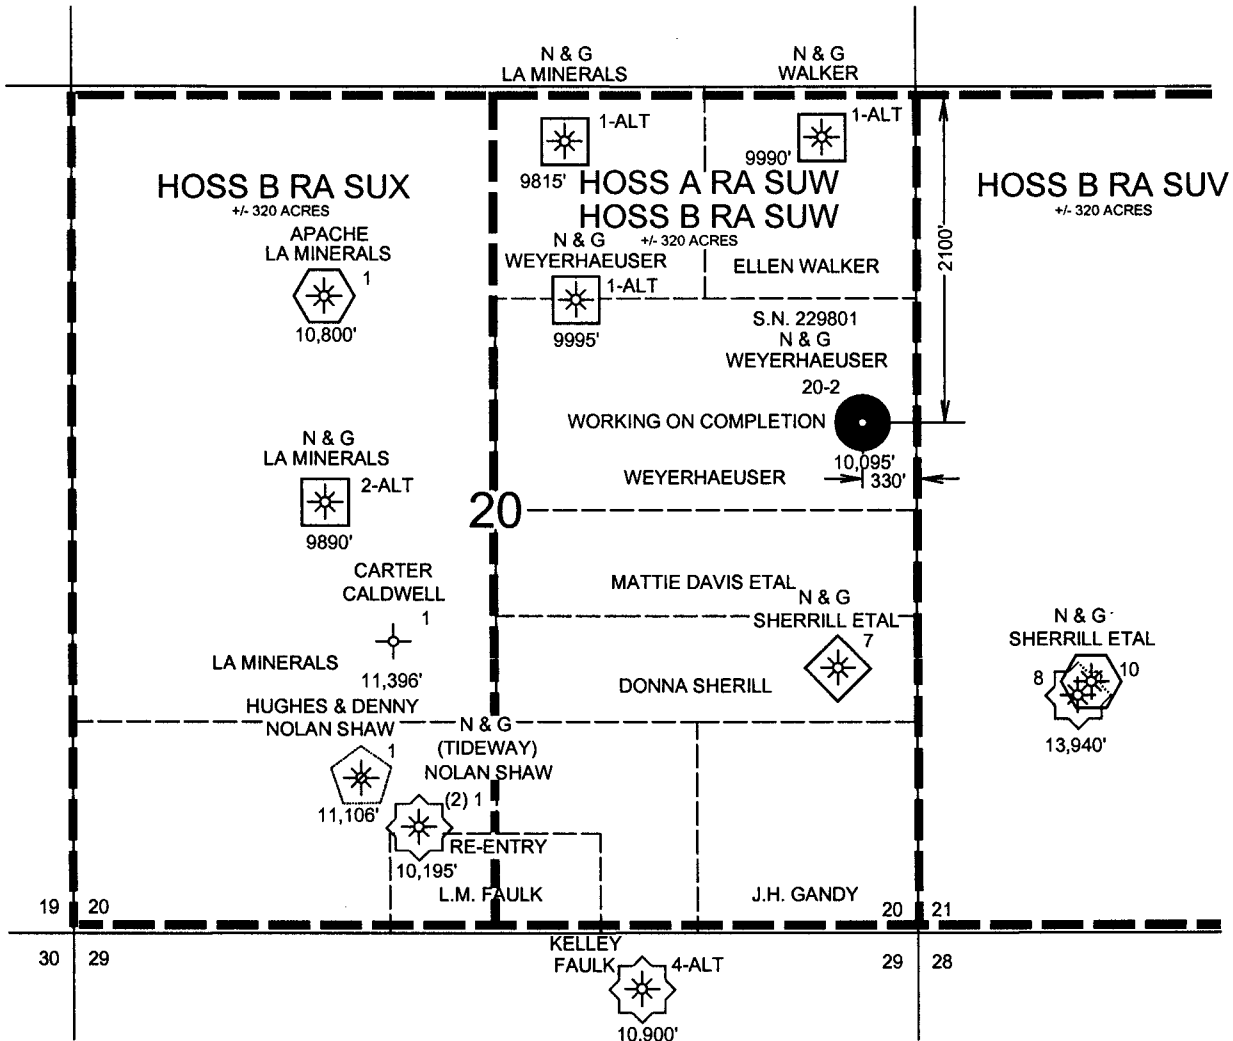 N & G
LA MINERALS
N & G
WALKER
1-ALT
9815'
1-ALT
9990'
HOSS B RA SUX
+/- 320 ACRES
HOSS A RA SUW
HOSS B RA SUW
+/- 320 ACRES
HOSS B RA SUV
+/- 320 ACRES
2100'
APACHE
LA MINERALS
1
10,800'
N & G
WEYERHAEUSER
1-ALT
9995'
ELLEN WALKER
S.N. 229801
N & G
WEYERHAEUSER
20-2
WORKING ON COMPLETION
10,095'
330'
WEYERHAEUSER
N & G
LA MINERALS
2-ALT
9890'
20
CARTER
CALDWELL
1
11,396'
LA MINERALS
MATTIE DAVIS ETAL
N & G
SHERRILL ETAL
7
DONNA SHERILL
N & G
SHERRILL ETAL
8
10
13,940'
HUGHES & DENNY
NOLAN SHAW
1
11,106'
N & G
(TIDEWAY)
NOLAN SHAW
(2) 1
RE-ENTRY
10,195'
L.M. FAULK
J.H. GANDY
19
20
20
21
30
29
29
28
KELLEY
FAULK
4-ALT
10,900'